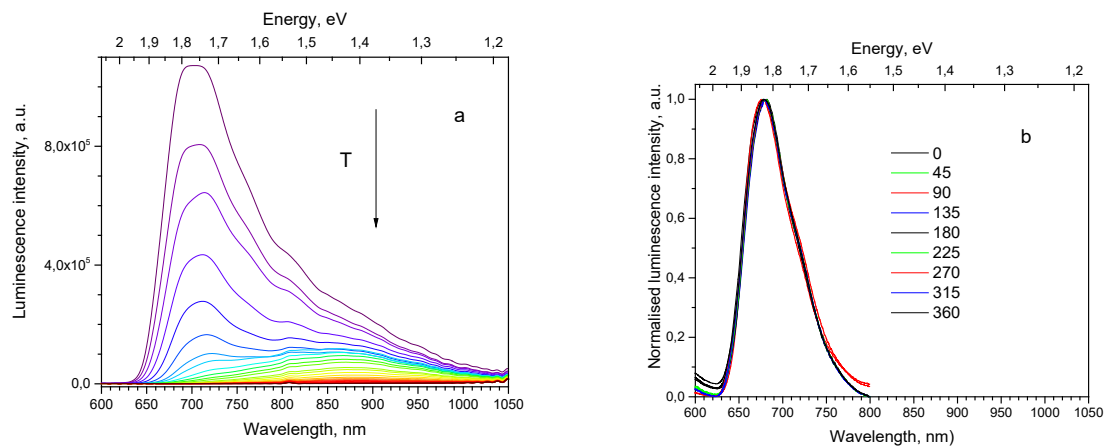 Energy, eV
2 1,9 1,8 1,7 1,6 1,5 1,4 1,3 1,2
Luminescence intensity, a.u.
8,0x10⁵
4,0x10⁵
0,0
a
T
600 650 700 750 800 850 900 950 1000 1050
Wavelength, nm
Energy, eV
2 1,9 1,8 1,7 1,6 1,5 1,4 1,3 1,2
Normalised luminescence intensity, a.u.
1,0
0,8
0,6
0,4
0,2
0,0
b
0
45
90
135
180
225
270
315
360
600 650 700 750 800 850 900 950 1000 1050
Wavelength, nm)